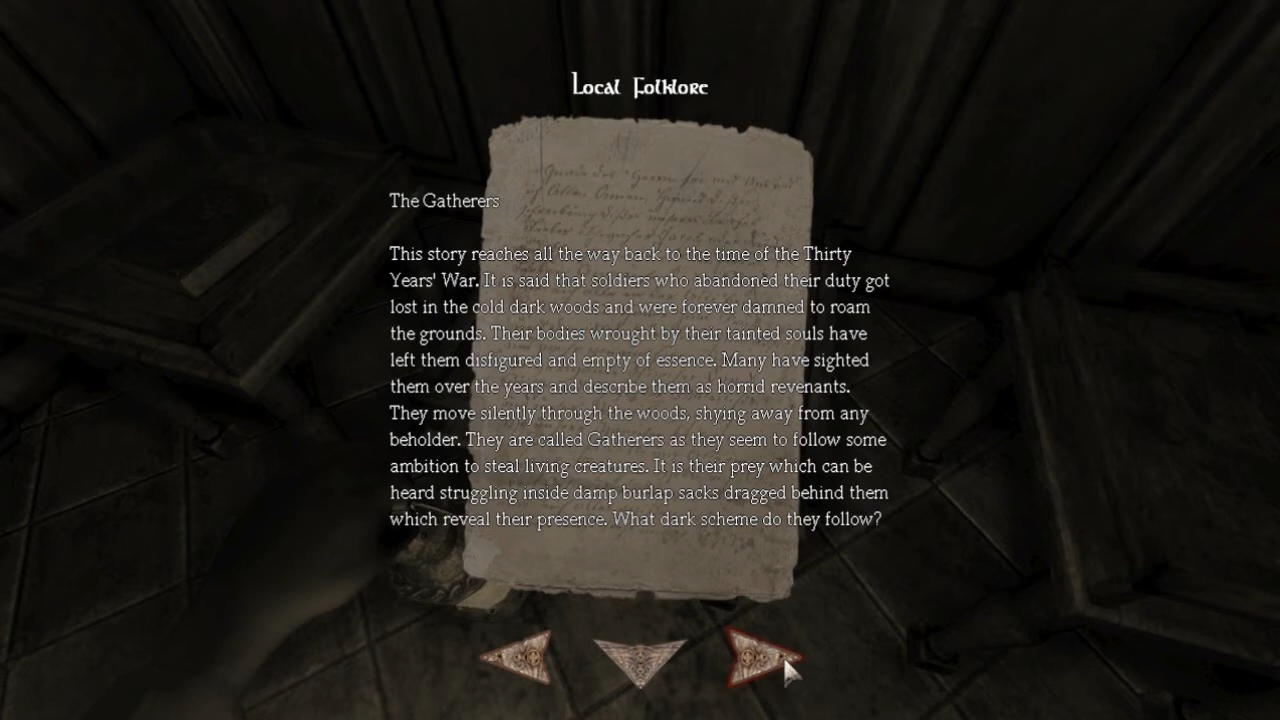 Local Folklore
The Gatherers
This story reaches all the way back to the time of the Thirty
Years' War. It is said that soldiers who abandoned their duty got
lost in the cold dark woods and were forever damned to roam
the grounds. Their bodies wrought by their tainted souls have
left them disfigured and empty of essence. Many have sighted
them over the years and describe them as horrid revenants.
They move silently through the woods, shying away from any
beholder. They are called Gatherers as they seem to follow some
ambition to steal living creatures. It is their prey which can be
heard struggling inside damp burlap sacks dragged behind them
which reveal their presence. What dark scheme do they follow?